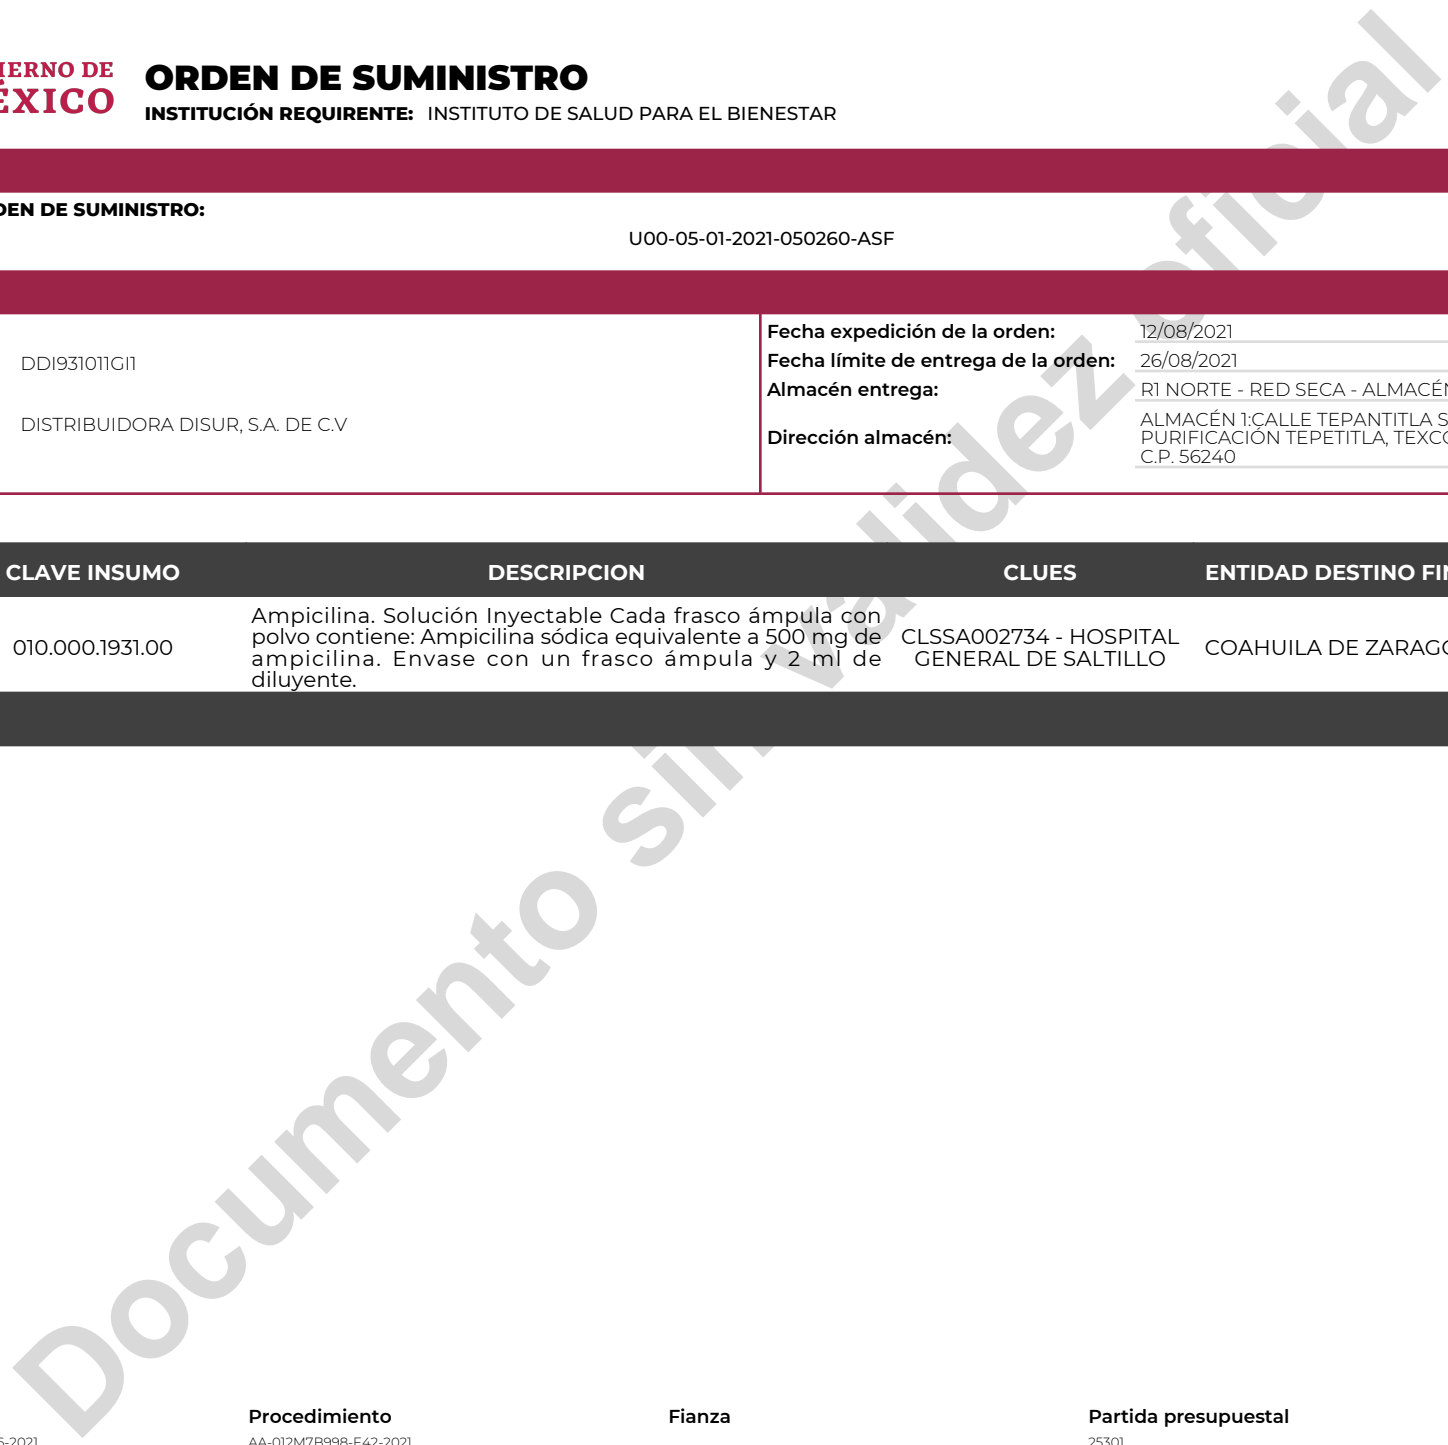 IERNO DE
ÉXICO
ORDEN DE SUMINISTRO
INSTITUCIÓN REQUIRENTE: INSTITUTO DE SALUD PARA EL BIENESTAR
DEN DE SUMINISTRO:
U00-05-01-2021-050260-ASF
DDI931011GI1
DISTRIBUIDORA DISUR, S.A. DE C.V
Fecha expedición de la orden: 12/08/2021
Fecha límite de entrega de la orden: 26/08/2021
Almacén entrega: R1 NORTE - RED SECA - ALMACÉN
Dirección almacén:
ALMACÉN 1:CALLE TEPANTITLA S
PURIFICACIÓN TEPETITLA, TEXCO
C.P. 56240
CLAVE INSUMO DESCRIPCION CLUES ENTIDAD DESTINO FIN
010.000.1931.00
Ampicilina. Solución Inyectable Cada frasco ámpula con
polvo contiene: Ampicilina sódica equivalente a 500 mg de
ampicilina. Envase con un frasco ámpula y 2 ml de
diluyente.
CLSSA002734 - HOSPITAL
GENERAL DE SALTILLO
COAHUILA DE ZARAGO
Documento sin validez oficial
Procedimiento Fianza Partida presupuestal
5-2021 AA-012M7B998-E42-2021 25301